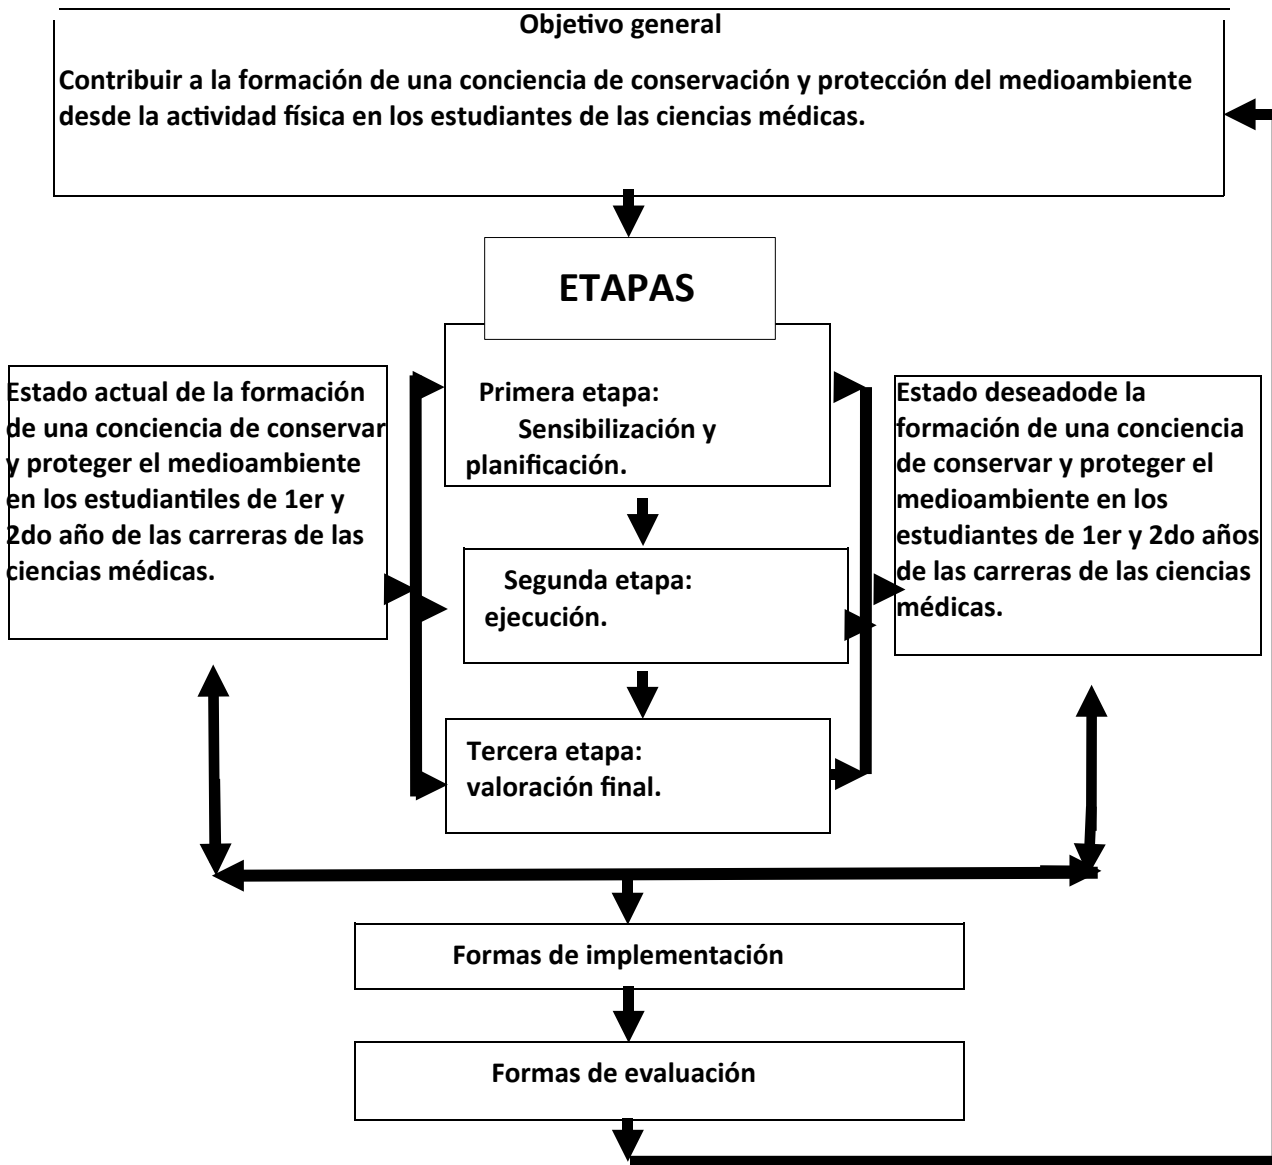 Objetivo general
Contribuir a la formación de una conciencia de conservación y protección del medioambiente
desde la actividad física en los estudiantes de las ciencias médicas.
ETAPAS
Estado actual de la formación
de una conciencia de conservar
y proteger el medioambiente
en los estudiantiles de 1er y
2do año de las carreras de las
ciencias médicas.
Primera etapa:
Sensibilización y
planificación.
Segunda etapa:
ejecución.
Tercera etapa:
valoración final.
Estado deseadode la
formación de una conciencia
de conservar y proteger el
medioambiente en los
estudiantes de 1er y 2do años
de las carreras de las ciencias
médicas.
Formas de implementación
Formas de evaluación